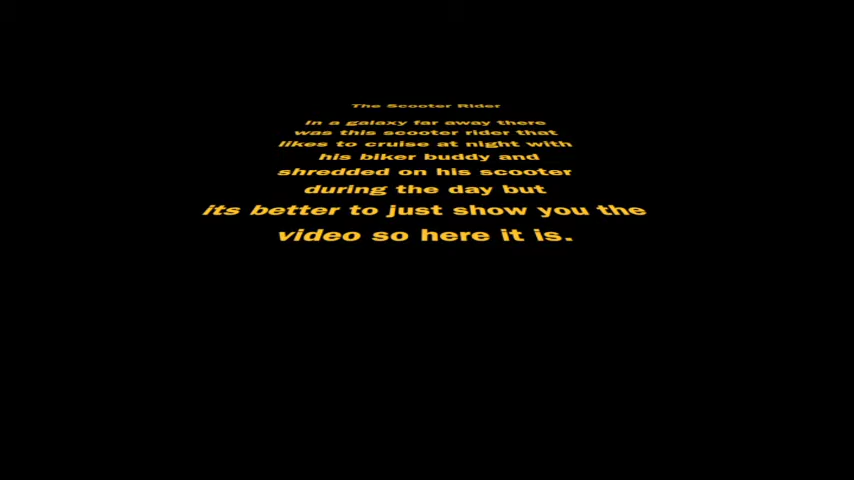 The Scooter Rider
In a galaxy far away there
was this scooter rider that
likes to cruise at night with
his biker buddy and
shredded on his scooter
during the day but
its better to just show you the
video so here it is.